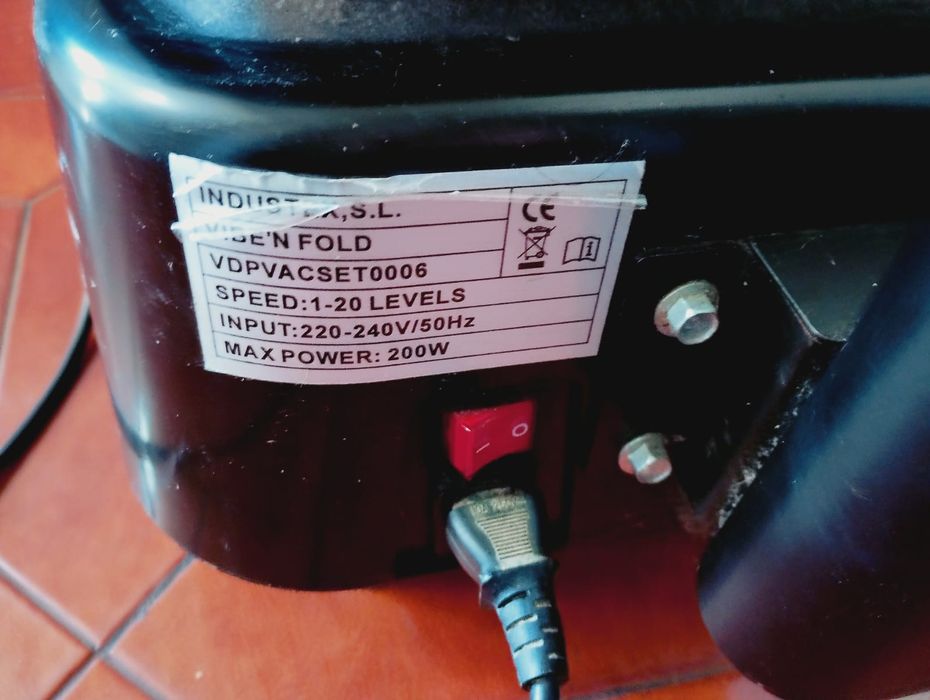 INDUSTEX,S.L.
CE
VIBE'N FOLD
VDPVACSET0006
SPEED:1-20 LEVELS
INPUT:220-240V/50Hz
MAX POWER: 200W